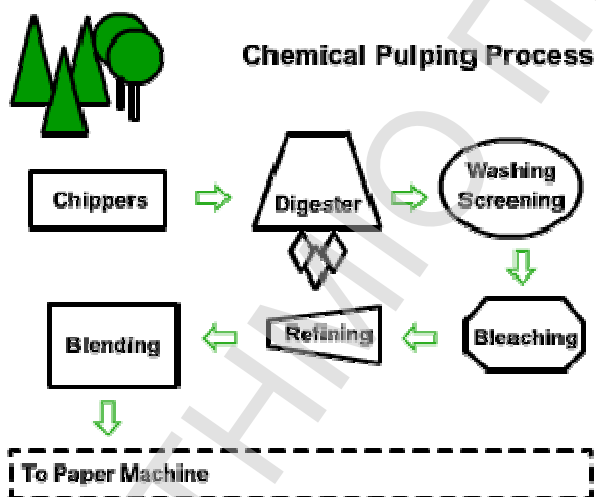 Chemical Pulping Process
Chippers
Digester
Washing
Screening
Bleaching
Refining
Blending
To Paper Machine